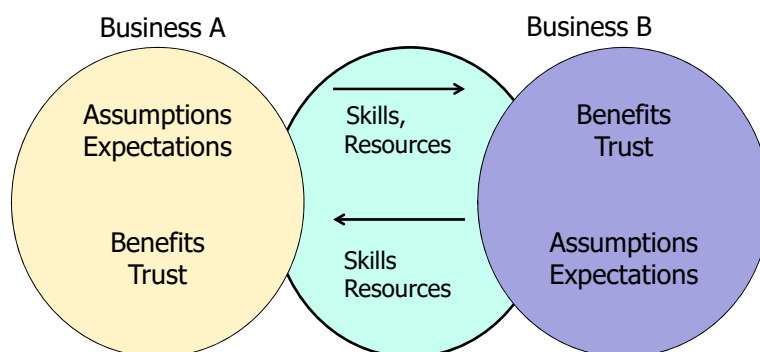 Business A
Business B
Assumptions
Expectations
Benefits
Trust
Skills,
Resources
Skills
Resources
Benefits
Trust
Assumptions
Expectations